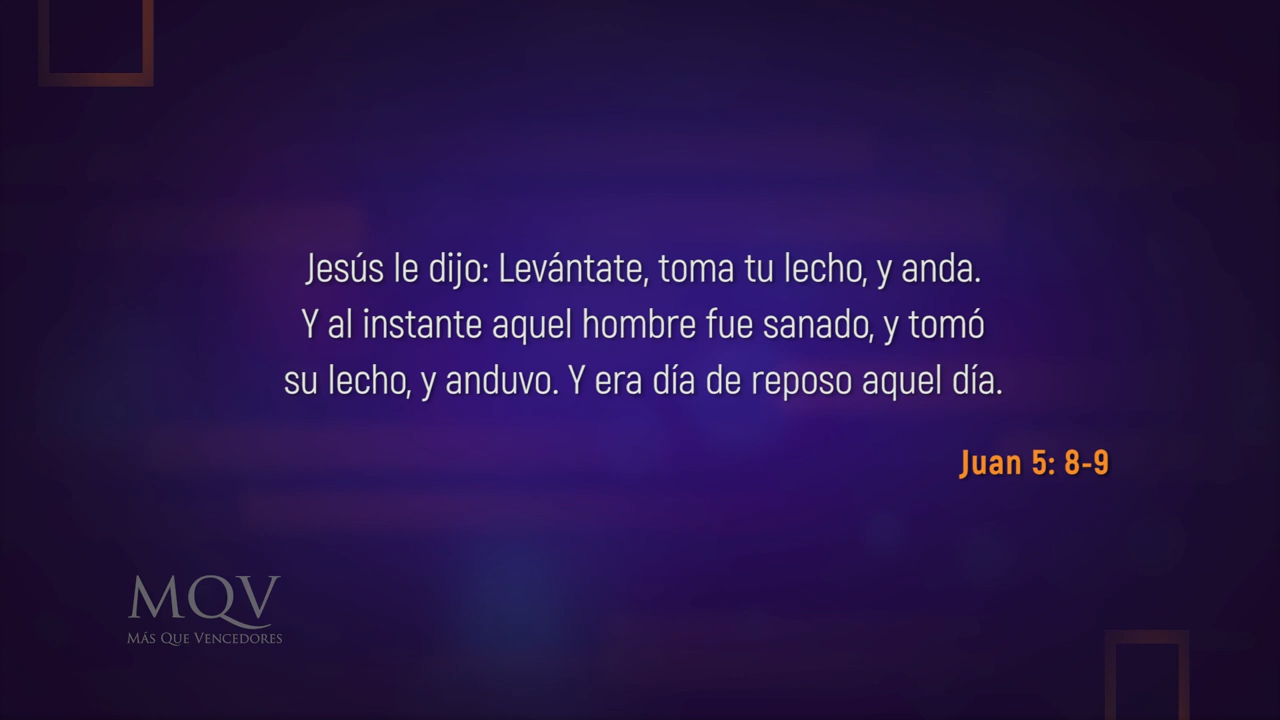 Jesús le dijo: Levántate, toma tu lecho, y anda.
Y al instante aquel hombre fue sanado, y tomó
su lecho, y anduvo. Y era día de reposo aquel día.
Juan 5: 8-9
MQV
MÁS QUE VENCEDORES